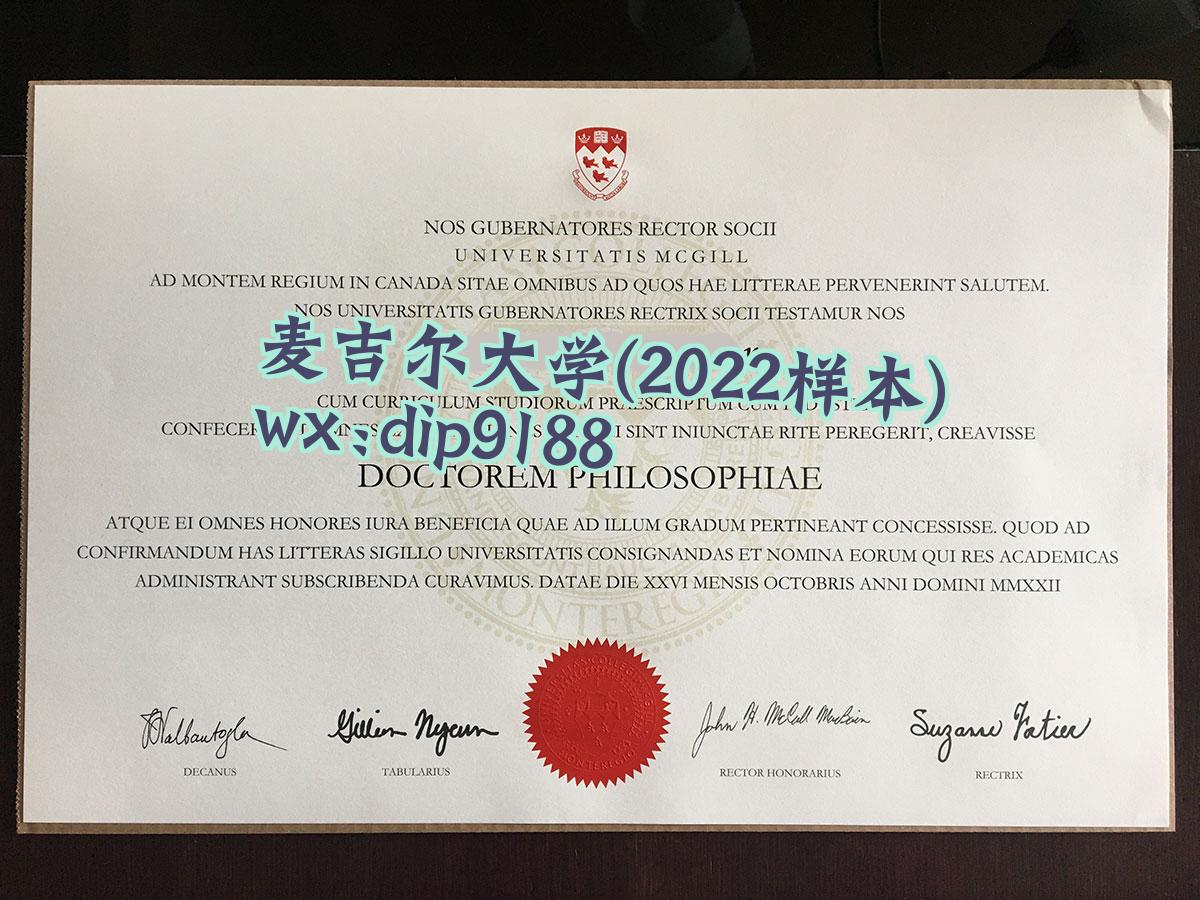 NOS GUBERNATORES RECTOR SOCII
UNIVERSITATIS MCGILL
AD MONTEM REGIUM IN CANADA SITAE OMNIBUS AD QUOS HAE LITTERAE PERVENERINT SALUTEM.
NOS UNIVERSITATIS GUBERNATORES RECTRIX SOCII TESTAMUR NOS
麦吉尔大学(2022样本)
CUM CURRICULUM STUDIORUM PRAESCRIPTUM CUM
wx:dip9188
SINT INIUNCTAE RITE PEREGERIT, CREAVISSE
DOCTOREM PHILOSOPHIAE
ATQUE EI OMNES HONORES IURA BENEFICIA QUAE AD ILLUM GRADUM PERTINEANT CONCESSISSE. QUOD AD
CONFIRMANDUM HAS LITTERAS SIGILLO UNIVERSITATIS CONSIGNANDAS ET NOMINA EORUM QUI RES ACADEMICAS
ADMINISTRANT SUBSCRIBENDA CURAVIMUS. DATAE DIE XXVI MENSIS OCTOBRIS ANNI DOMINI MMXXII
Suzanne Fortier
DECANUS TABULARIUS RECTOR HONORARIUS RECTRIX